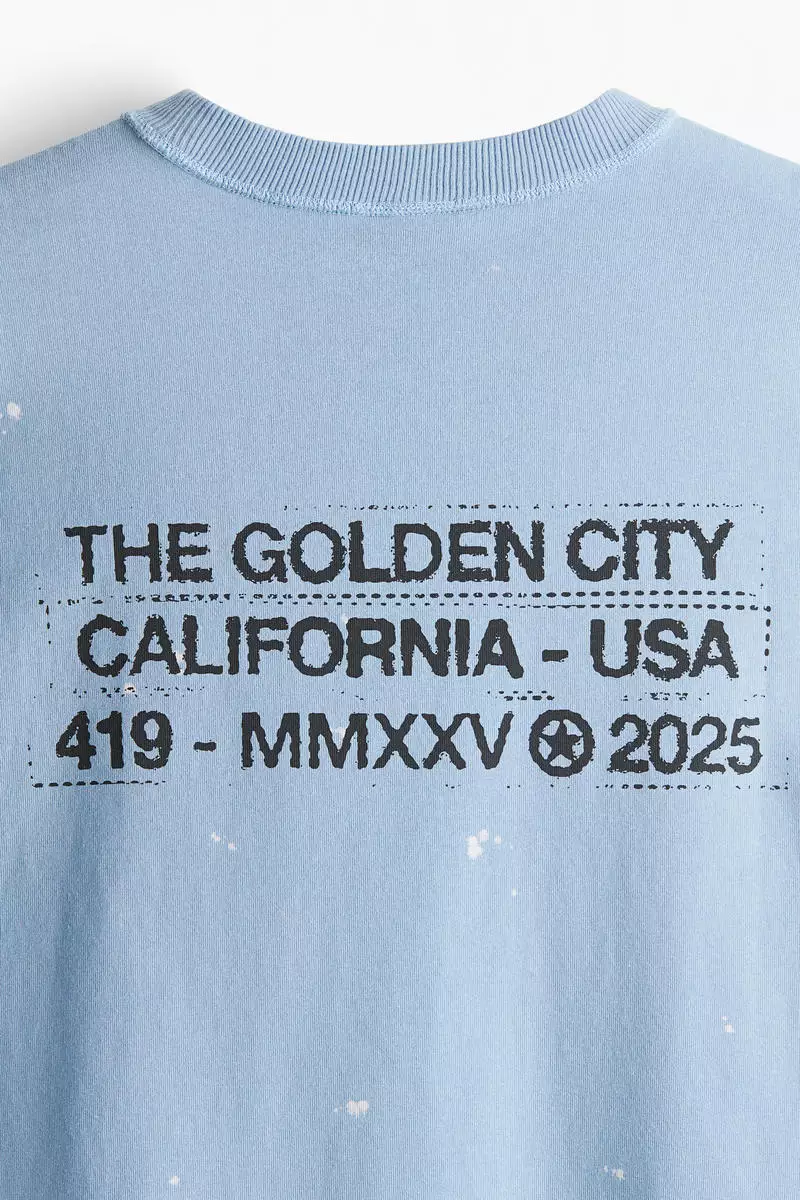 THE GOLDEN CITY
CALIFORNIA - USA
419 - MMXXV ✪ 2025